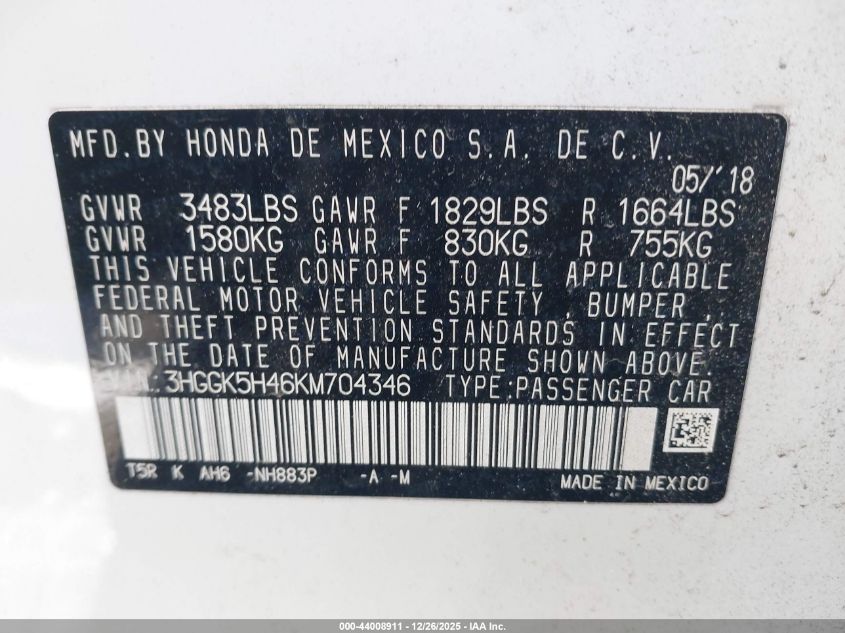 MFD.BY HONDA DE MEXICO S.A. DE C.V.
05/'18
GVWR 3483LBS GAWR F 1829LBS R 1664LBS
GVWR 1580KG GAWR F 830KG R 755KG
THIS VEHICLE CONFORMS TO ALL APPLICABLE
FEDERAL MOTOR VEHICLE SAFETY, BUMPER,
AND THEFT PREVENTION STANDARDS IN EFFECT
ON THE DATE OF MANUFACTURE SHOWN ABOVE.
3HGGK5H46KM704346 TYPE:PASSENGER CAR
T5R K AH6 -NH883P -A -M
MADE IN MEXICO
000-44008911 - 12/26/2025 - IAA Inc.